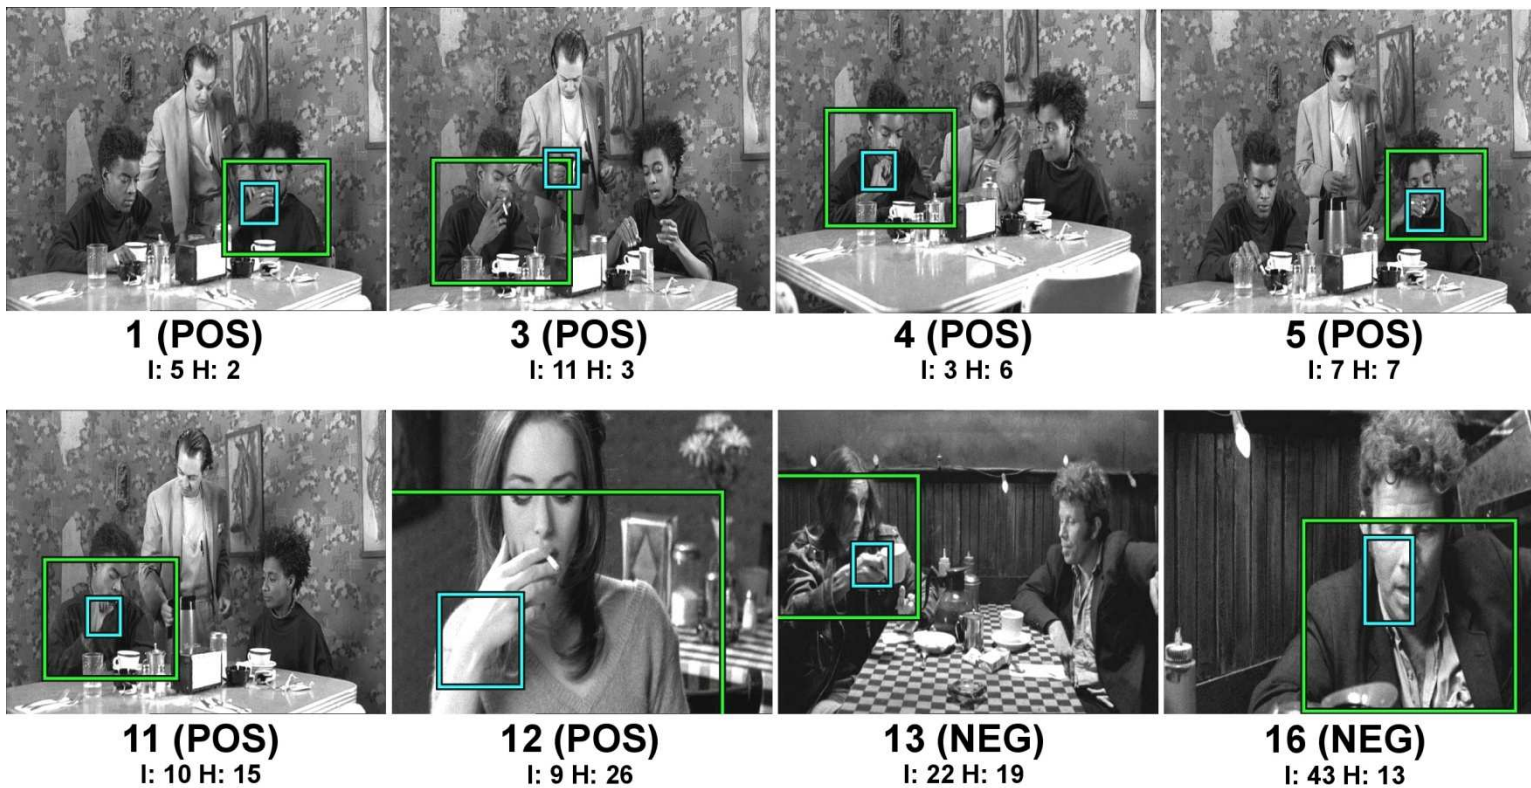 1 (POS)
I: 5 H: 2
3 (POS)
I: 11 H: 3
4 (POS)
I: 3 H: 6
5 (POS)
I: 7 H: 7
11 (POS)
I: 10 H: 15
12 (POS)
I: 9 H: 26
13 (NEG)
I: 22 H: 19
16 (NEG)
I: 43 H: 13